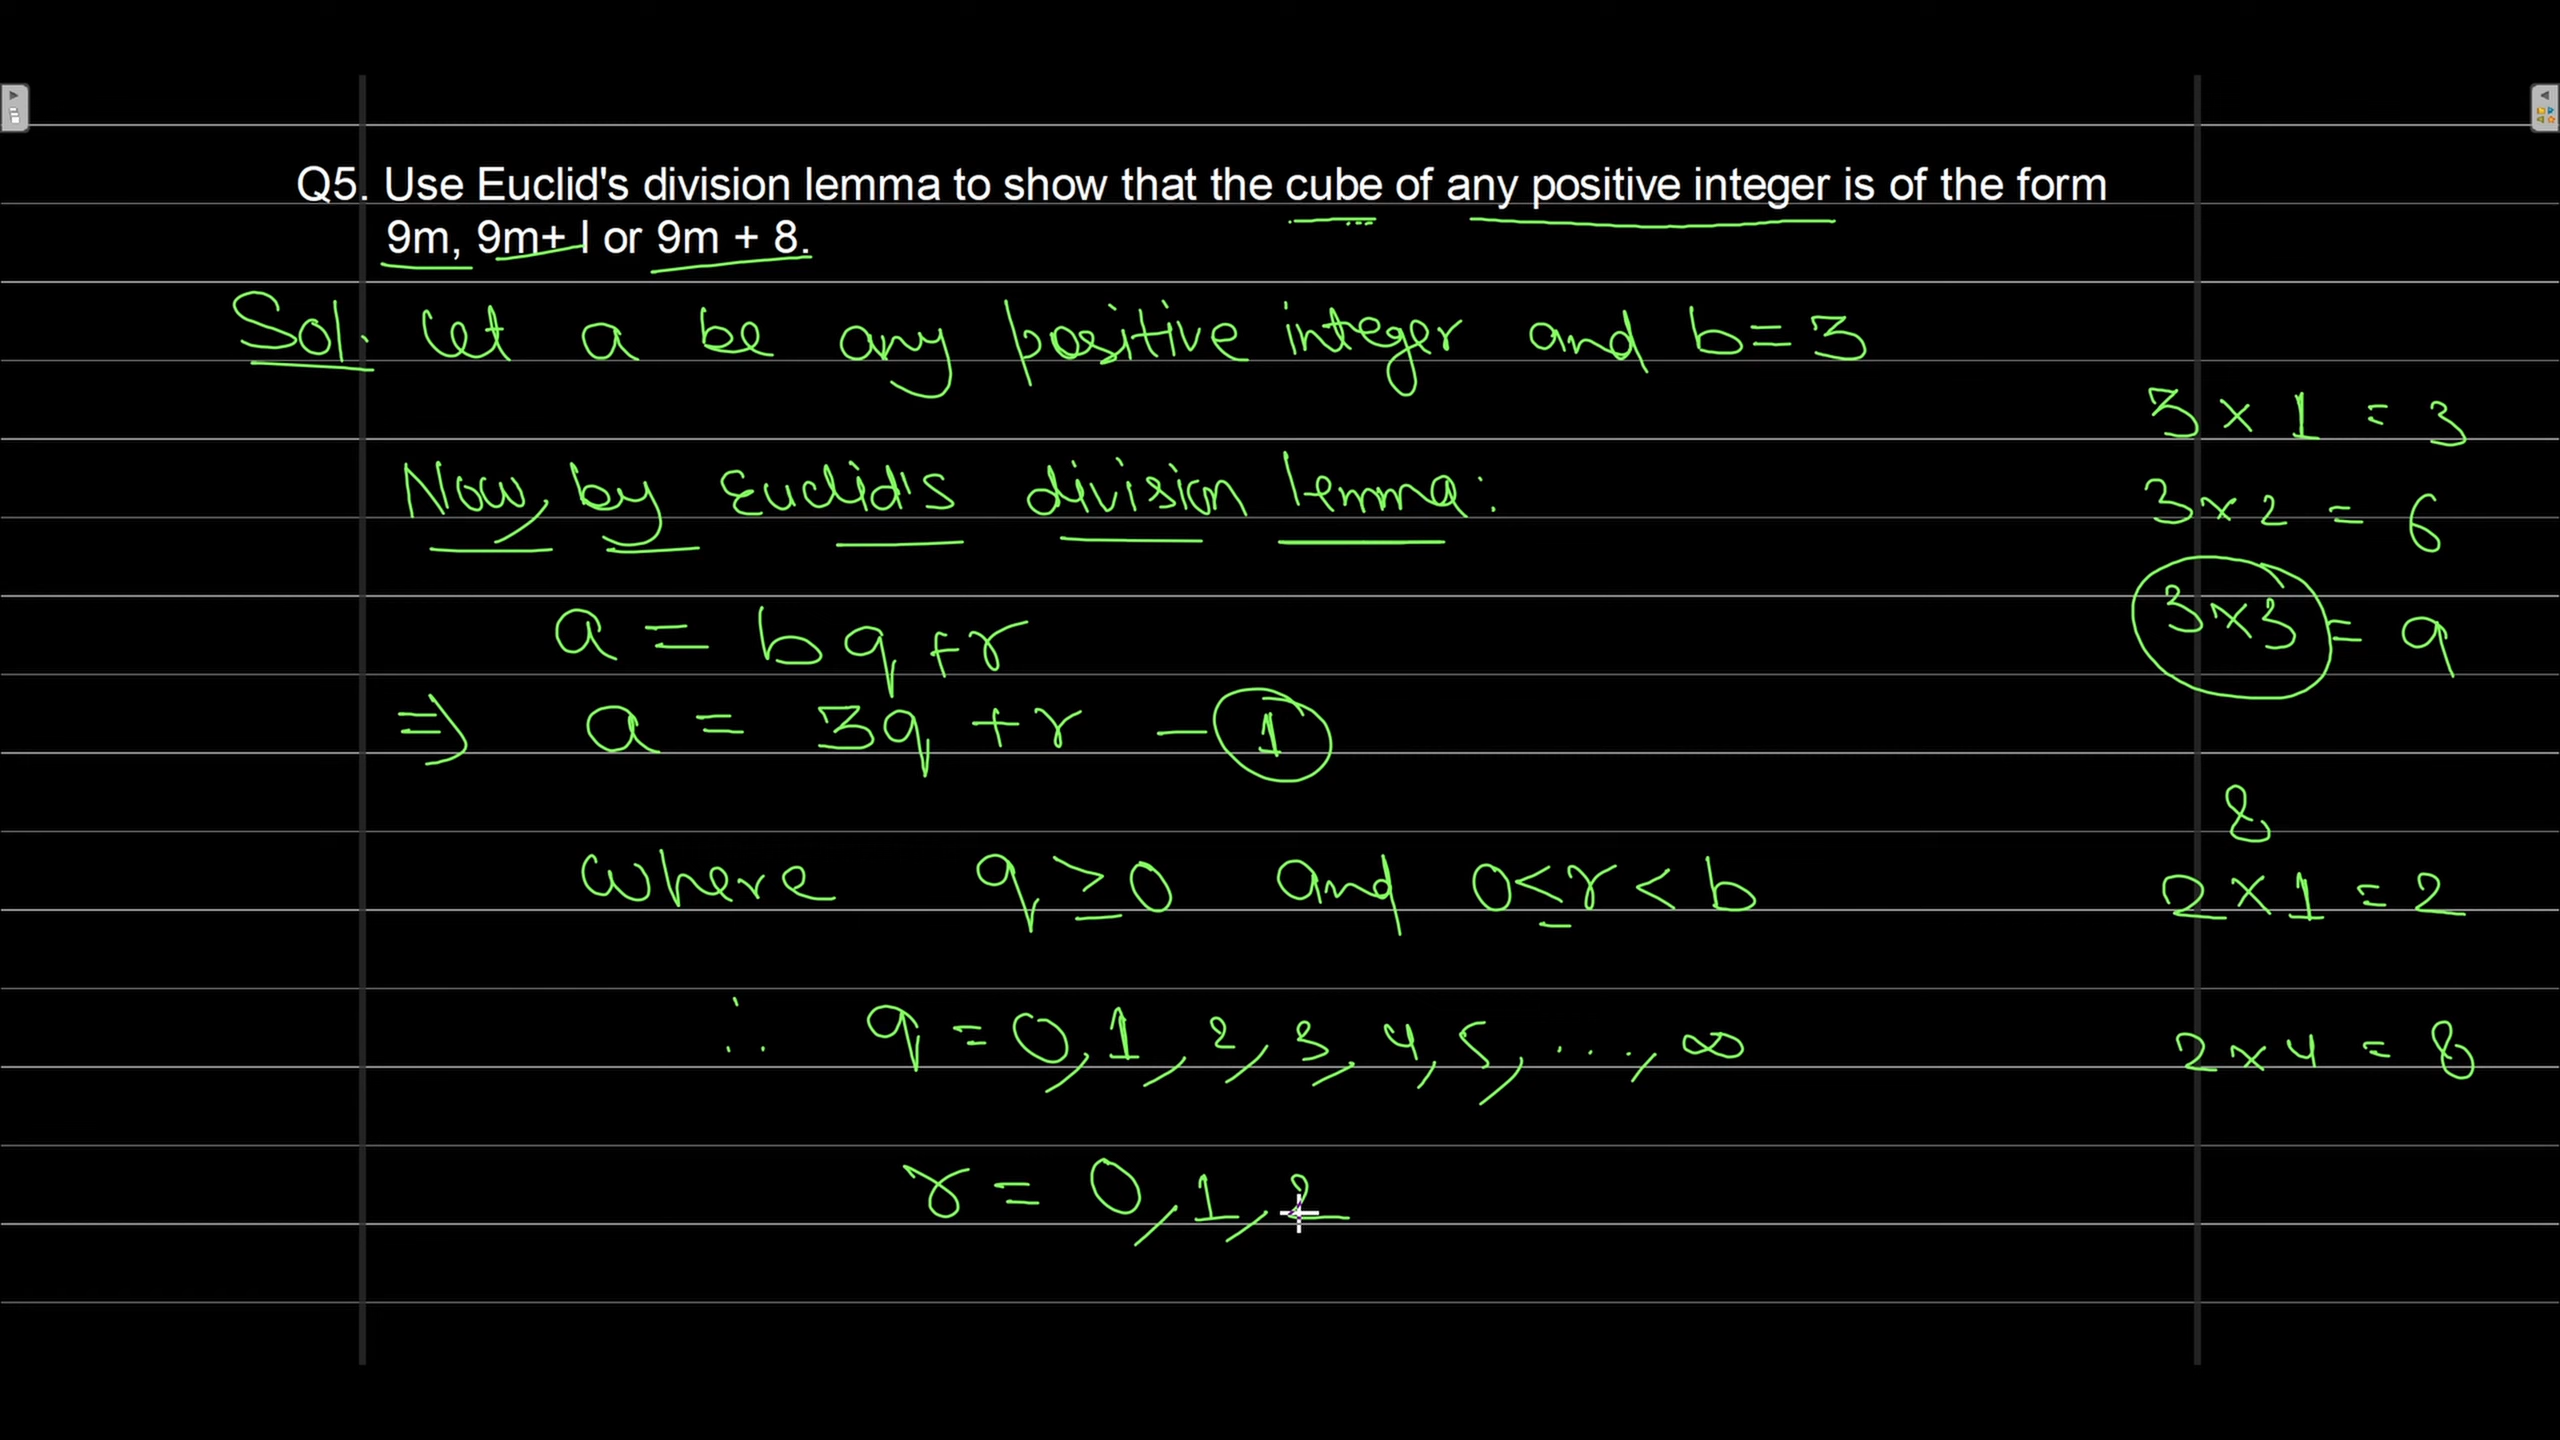 Q5. Use Euclid's division lemma to show that the cube of any positive integer is of the form
9m, 9m+ l or 9m + 8.
Sol. Let a be any positive integer and b = 3
Now, by Euclid's division lemma:
a = bq + r
⇒ a = 3q + r — 1
where q ≥ 0 and 0 ≤ r < b
∴ q = 0, 1, 2, 3, 4, 5, ..., ∞
r = 0, 1, 2
3 × 1 = 3
3 × 2 = 6
3 × 3 = 9
8
2 × 1 = 2
2 × 4 = 8